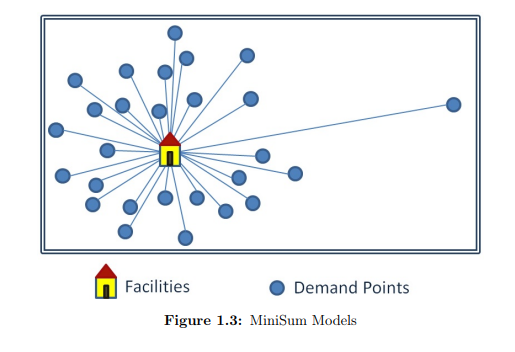 Facilities
Demand Points
Figure 1.3: MiniSum Models